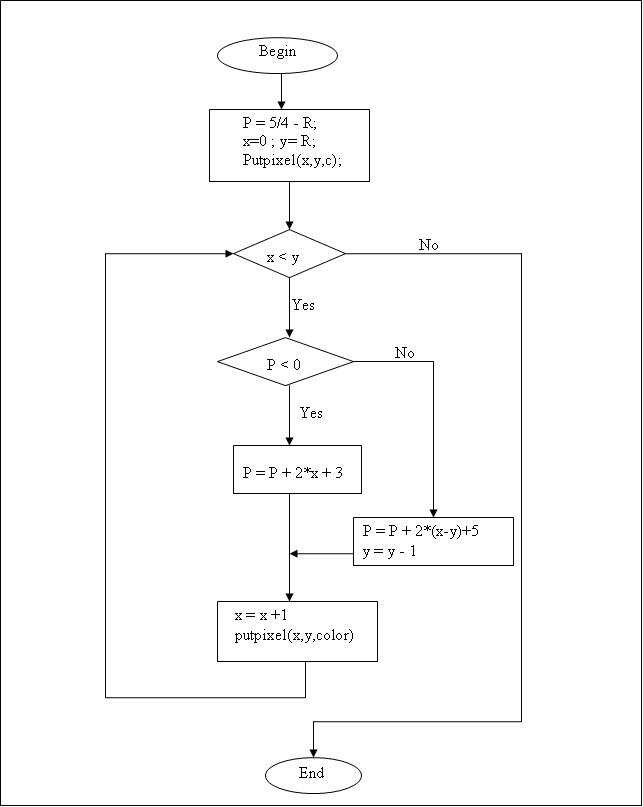 Begin
P = 5/4 - R;
x=0 ; y= R;
Putpixel(x,y,c);
x < y
No
Yes
P < 0
No
Yes
P = P + 2*x + 3
P = P + 2*(x-y)+5
y = y - 1
x = x +1
putpixel(x,y,color)
End